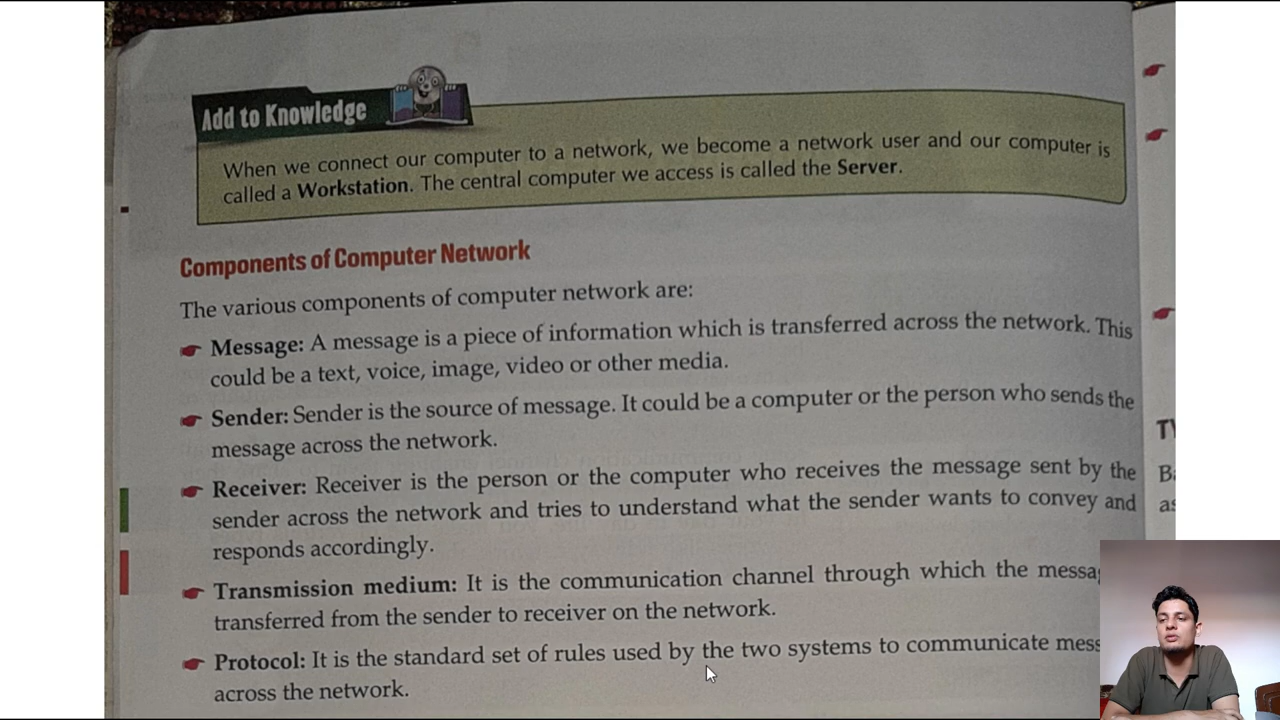 Add to Knowledge
When we connect our computer to a network, we become a network user and our computer is
called a Workstation. The central computer we access is called the Server.
Components of Computer Network
The various components of computer network are:
Message: A message is a piece of information which is transferred across the network. This
could be a text, voice, image, video or other media.
Sender: Sender is the source of message. It could be a computer or the person who sends the
message across the network.
Receiver: Receiver is the person or the computer who receives the message sent by the
sender across the network and tries to understand what the sender wants to convey and
responds accordingly.
Transmission medium: It is the communication channel through which the
transferred from the sender to receiver on the network.
Protocol: It is the standard set of rules used by the two systems to communicate
across the network.